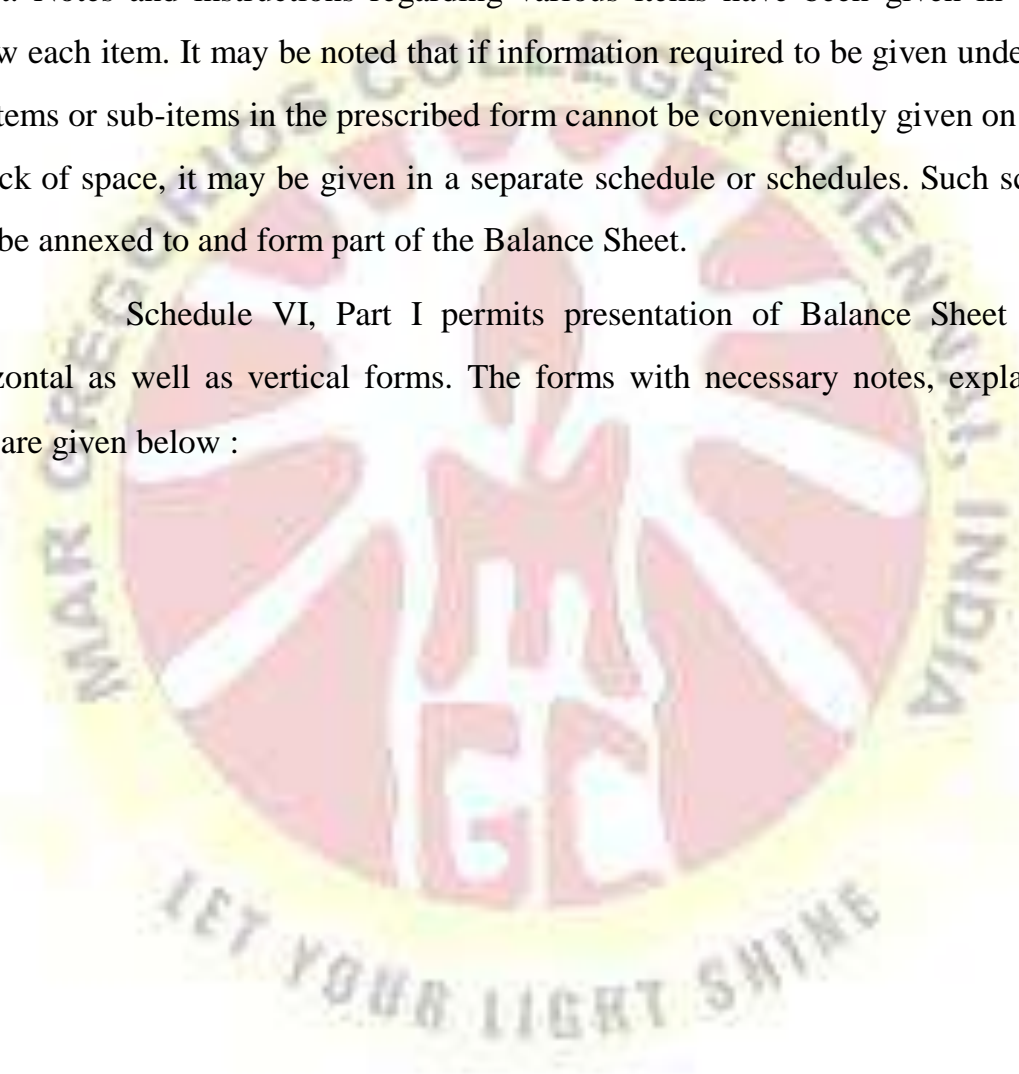 Notes and instructions regarding various items have been given in
each item. It may be noted that if information required to be given unde
tems or sub-items in the prescribed form cannot be conveniently given on
ck of space, it may be given in a separate schedule or schedules. Such sc
be annexed to and form part of the Balance Sheet.
Schedule VI, Part I permits presentation of Balance Sheet
zontal as well as vertical forms. The forms with necessary notes, expla
are given below :
MAR GREGORIOS COLLEGE CHENNAI, INDIA
MGC
LET YOUR LIGHT SHINE